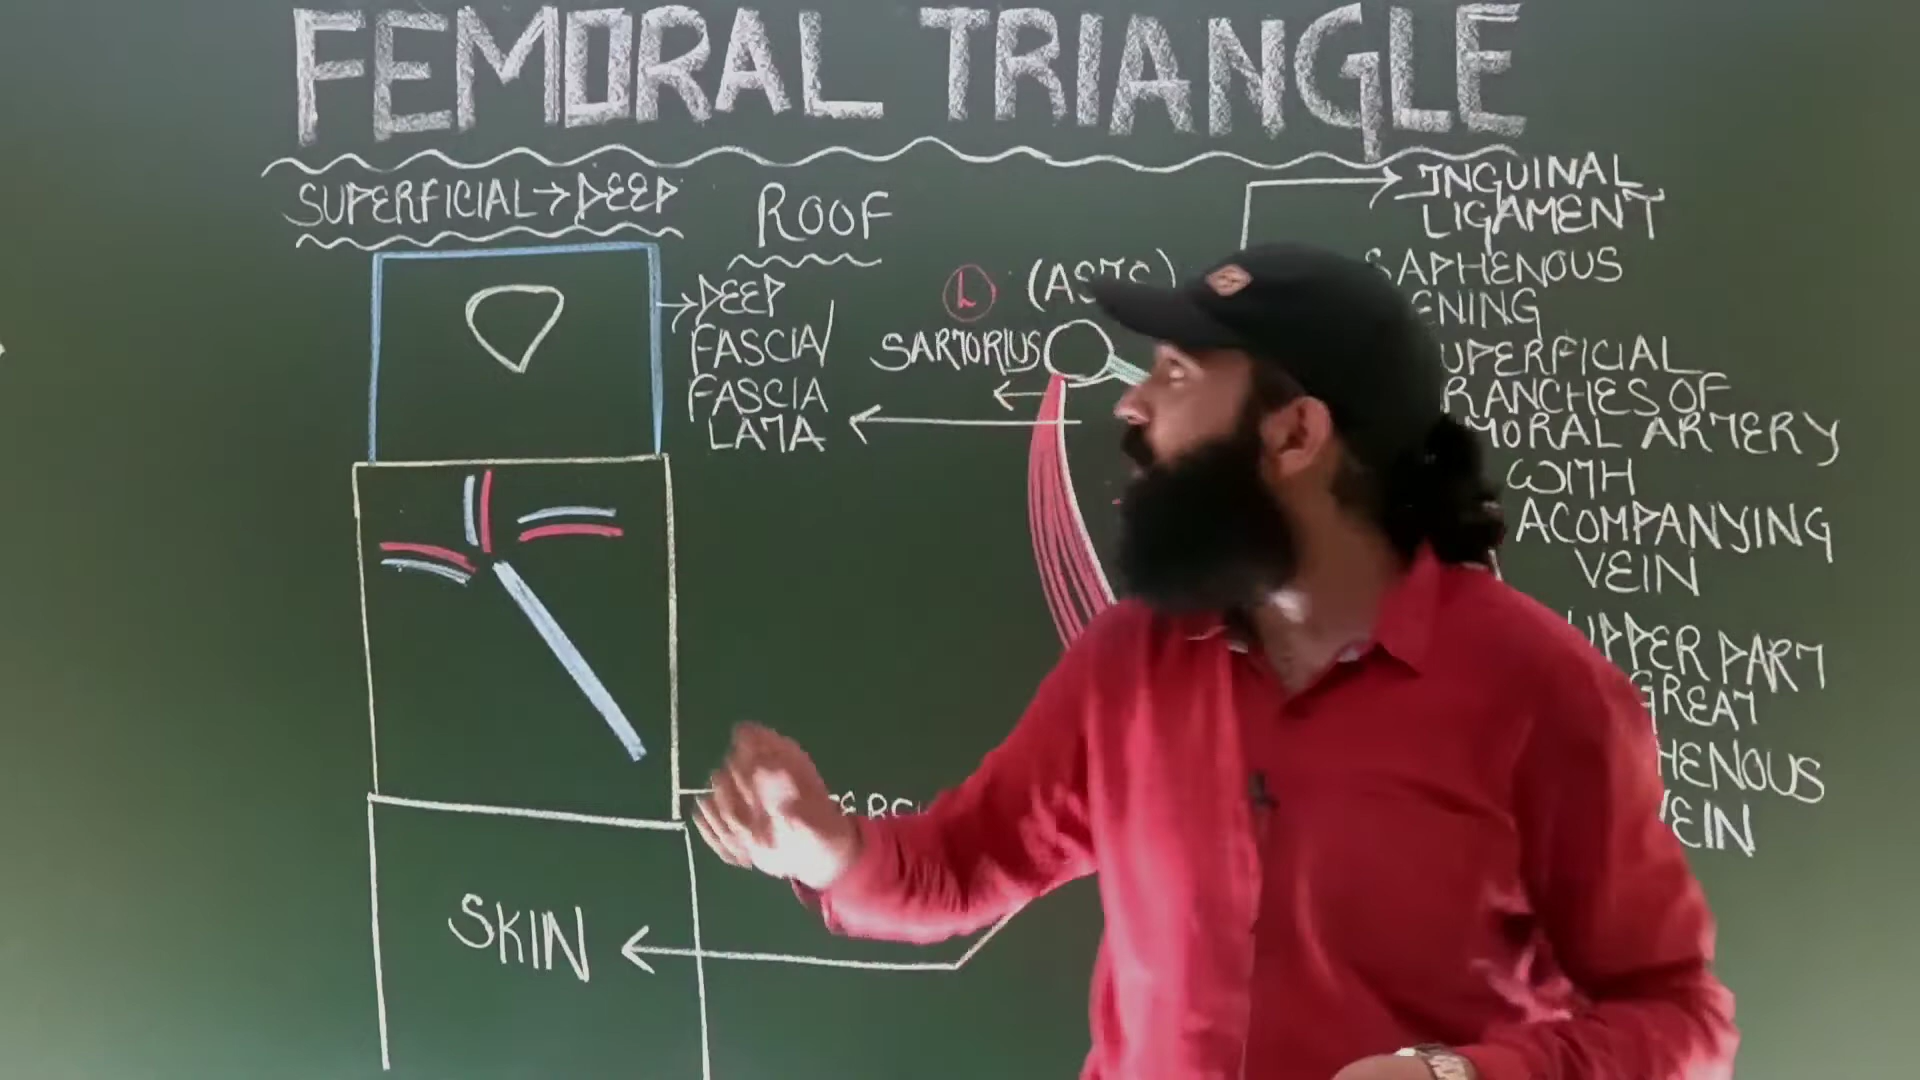 FEMORAL TRIANGLE
SUPERFICIAL→DEEP
ROOF
→DEEP
FASCIA/
FASCIA
LATA
L
SARTORIUS
SKIN
INGUINAL
LIGAMENT
SAPHENOUS
ENING
UPERFICIAL
RANCHES OF
MORAL ARTERY
WITH
ACOMPANYING
VEIN
UPPER PART
GREAT
HENOUS
VEIN